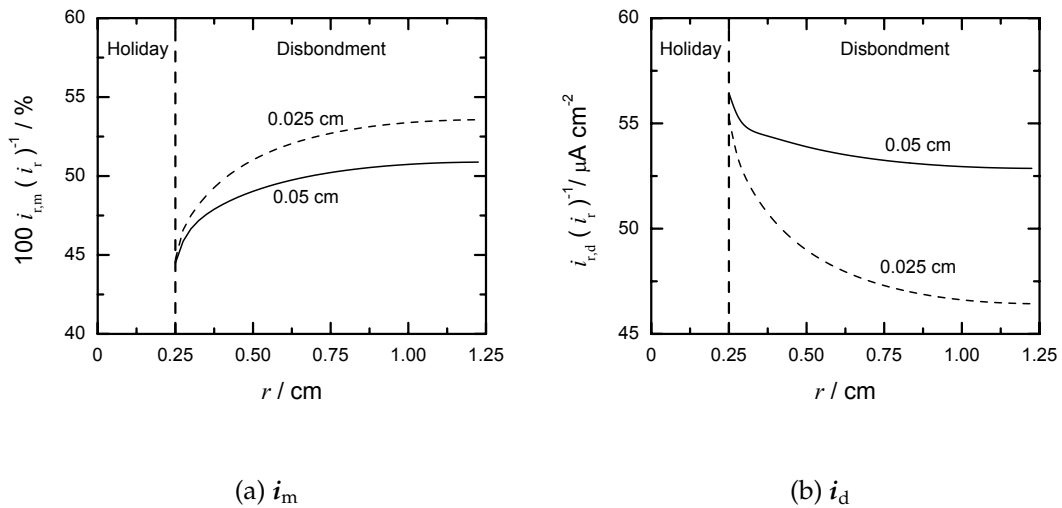 60
55
50
45
40
100 i_r,m (i_r)^-1 / %
Holiday
Disbondment
0.025 cm
0.05 cm
0
0.25
0.50
0.75
1.00
1.25
r / cm
(a) i_m
60
55
50
45
i_r,d (i_r)^-1/ μA cm^-2
Holiday
Disbondment
0.05 cm
0.025 cm
0
0.25
0.50
0.75
1.00
1.25
r / cm
(b) i_d